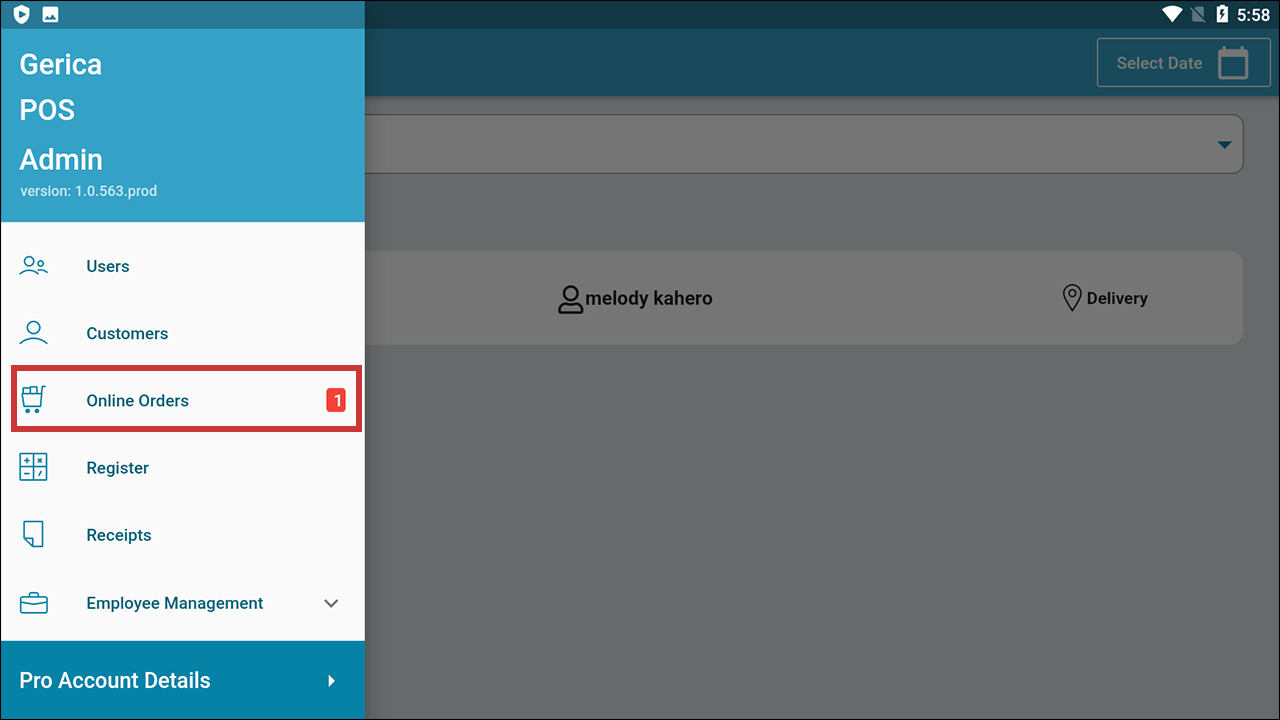 5:58
Gerica
POS
Admin
version: 1.0.563.prod
Select Date
Users
Customers
Online Orders 1
Register
Receipts
Employee Management
Pro Account Details
melody kahero
Delivery